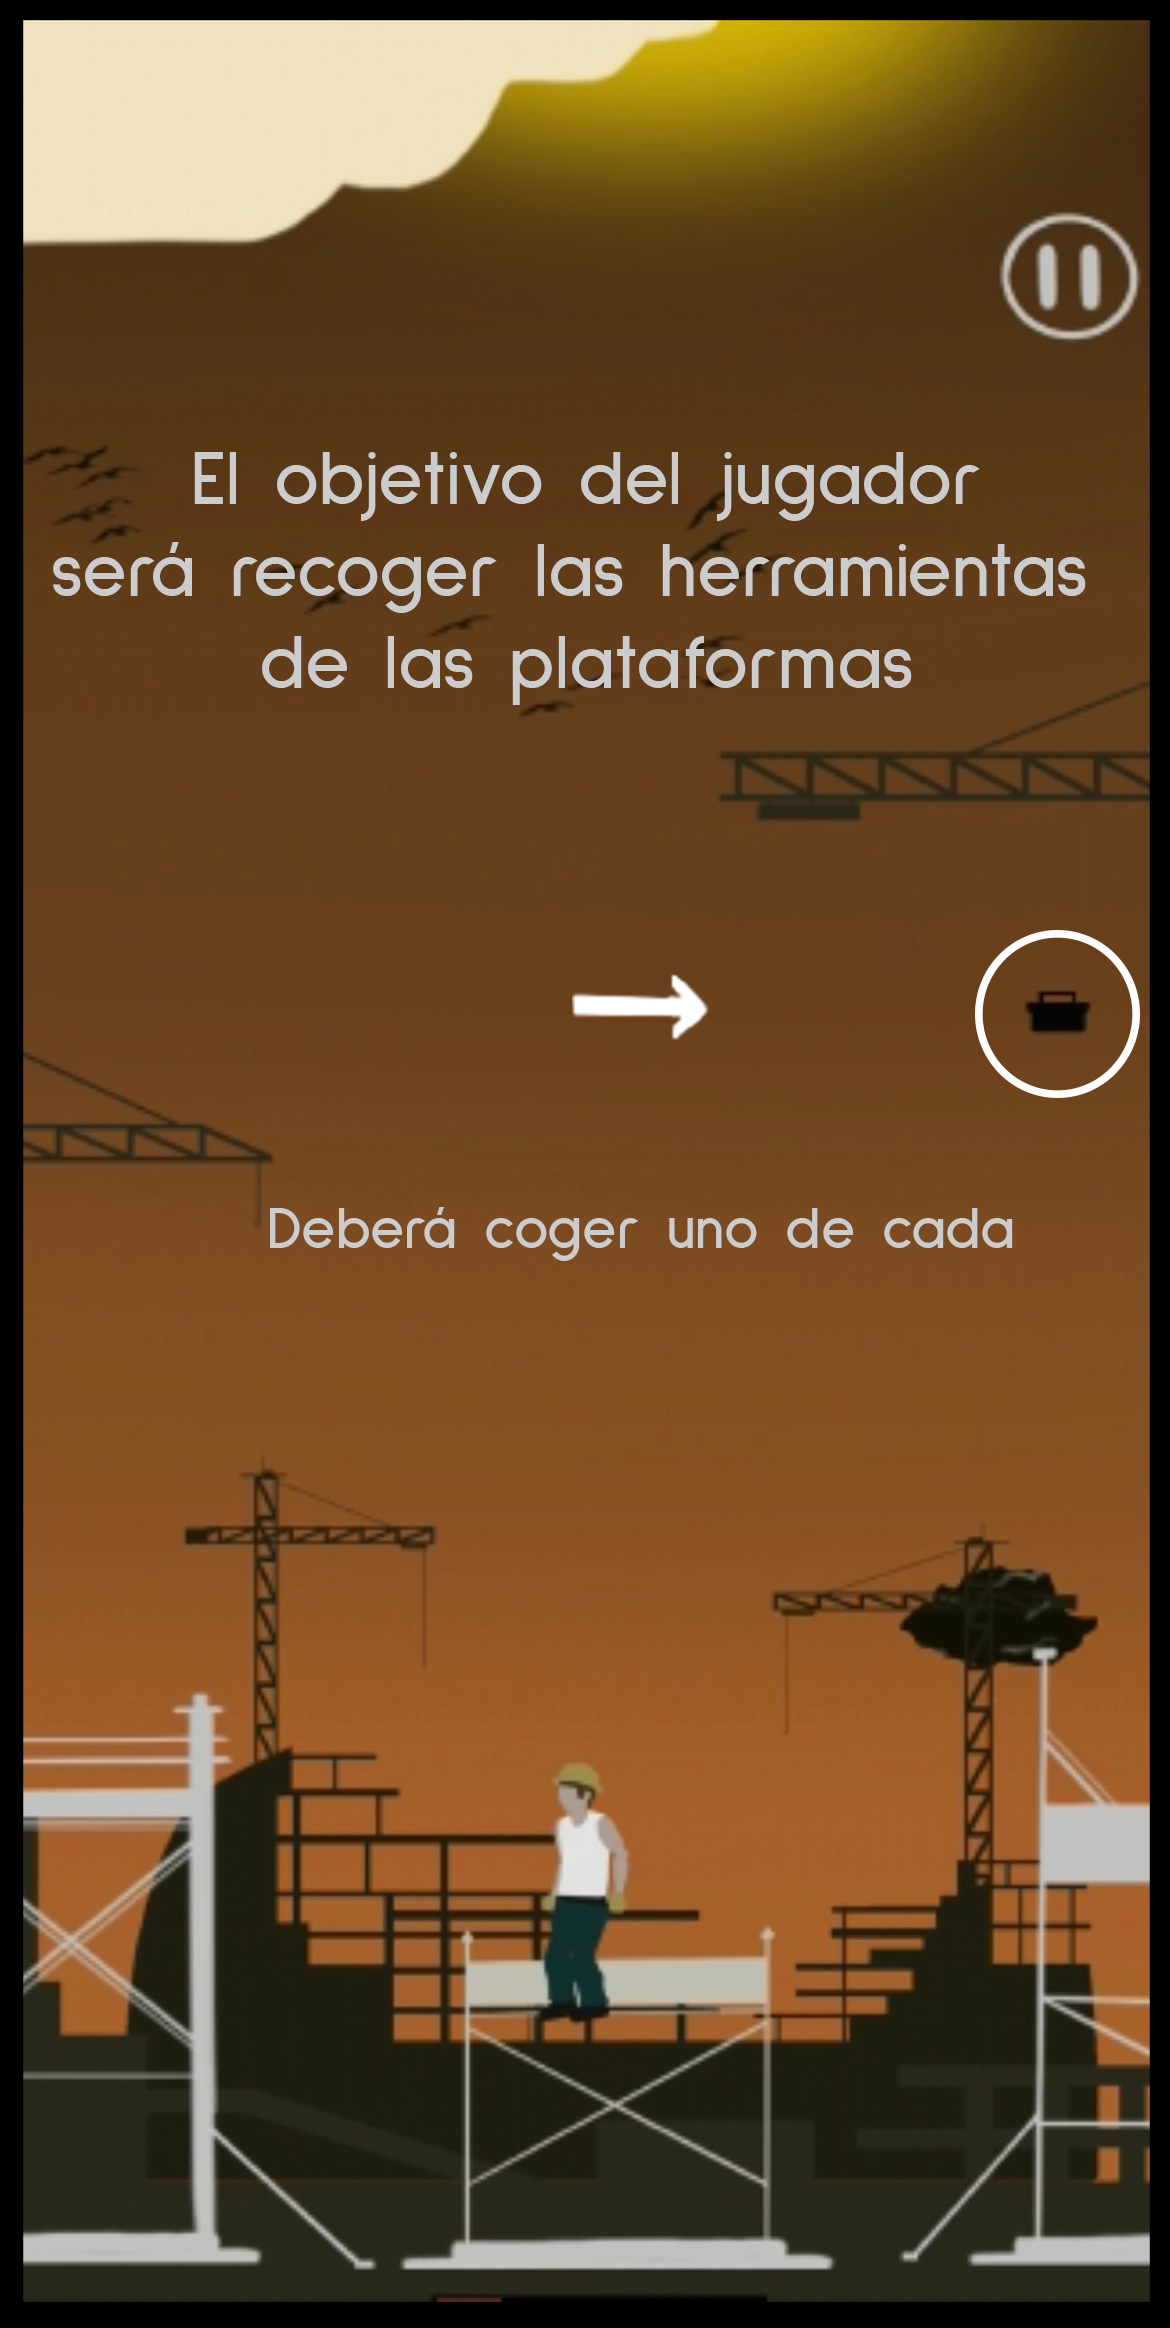 El objetivo del jugador
será recoger las herramientas
de las plataformas
Deberá coger uno de cada